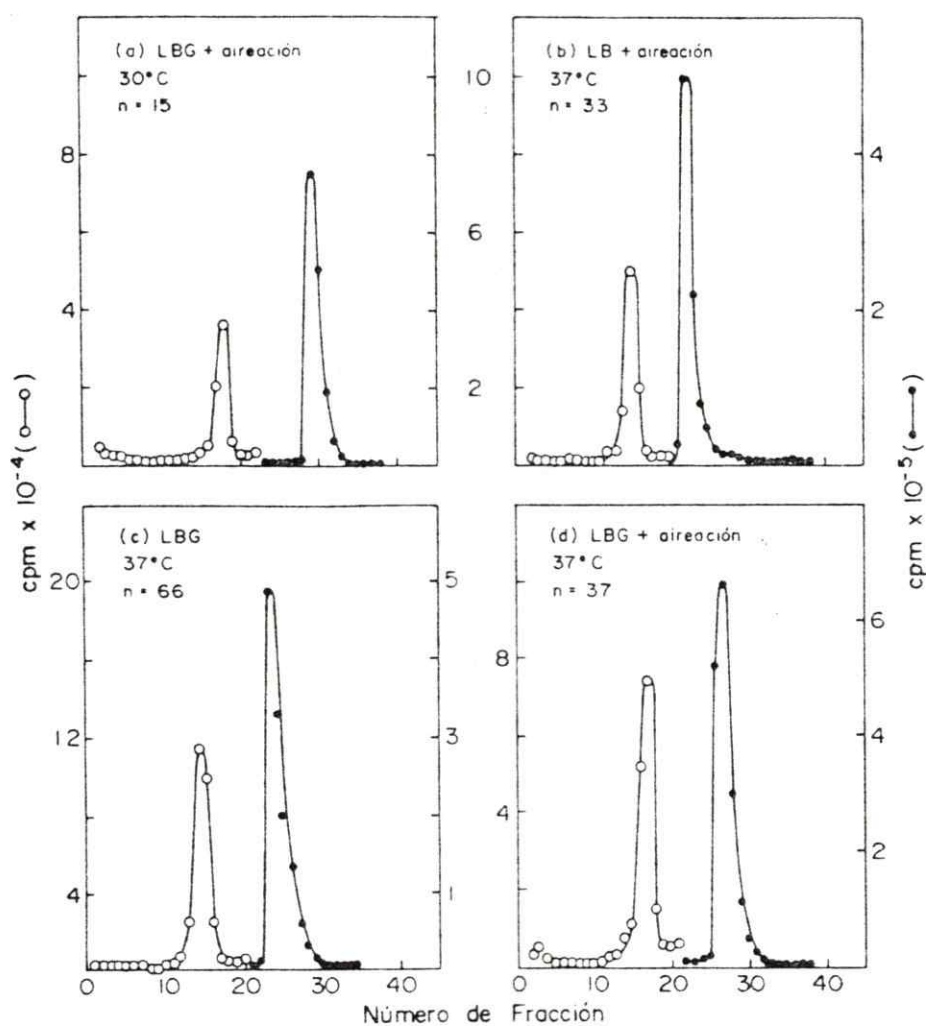 (a) LBG + aireación
30°C
n = 15
(b) LB + aireación
37°C
n = 33
8
4
10
6
2
4
2
(c) LBG
37°C
n = 66
(d) LBG + aireación
37°C
n = 37
20
12
4
5
3
1
8
4
6
4
2
0 10 20 30 40
0 10 20 30 40
cpm x 10⁻⁴ (○—○)
cpm x 10⁻⁵ (●—●)
Número de Fracción